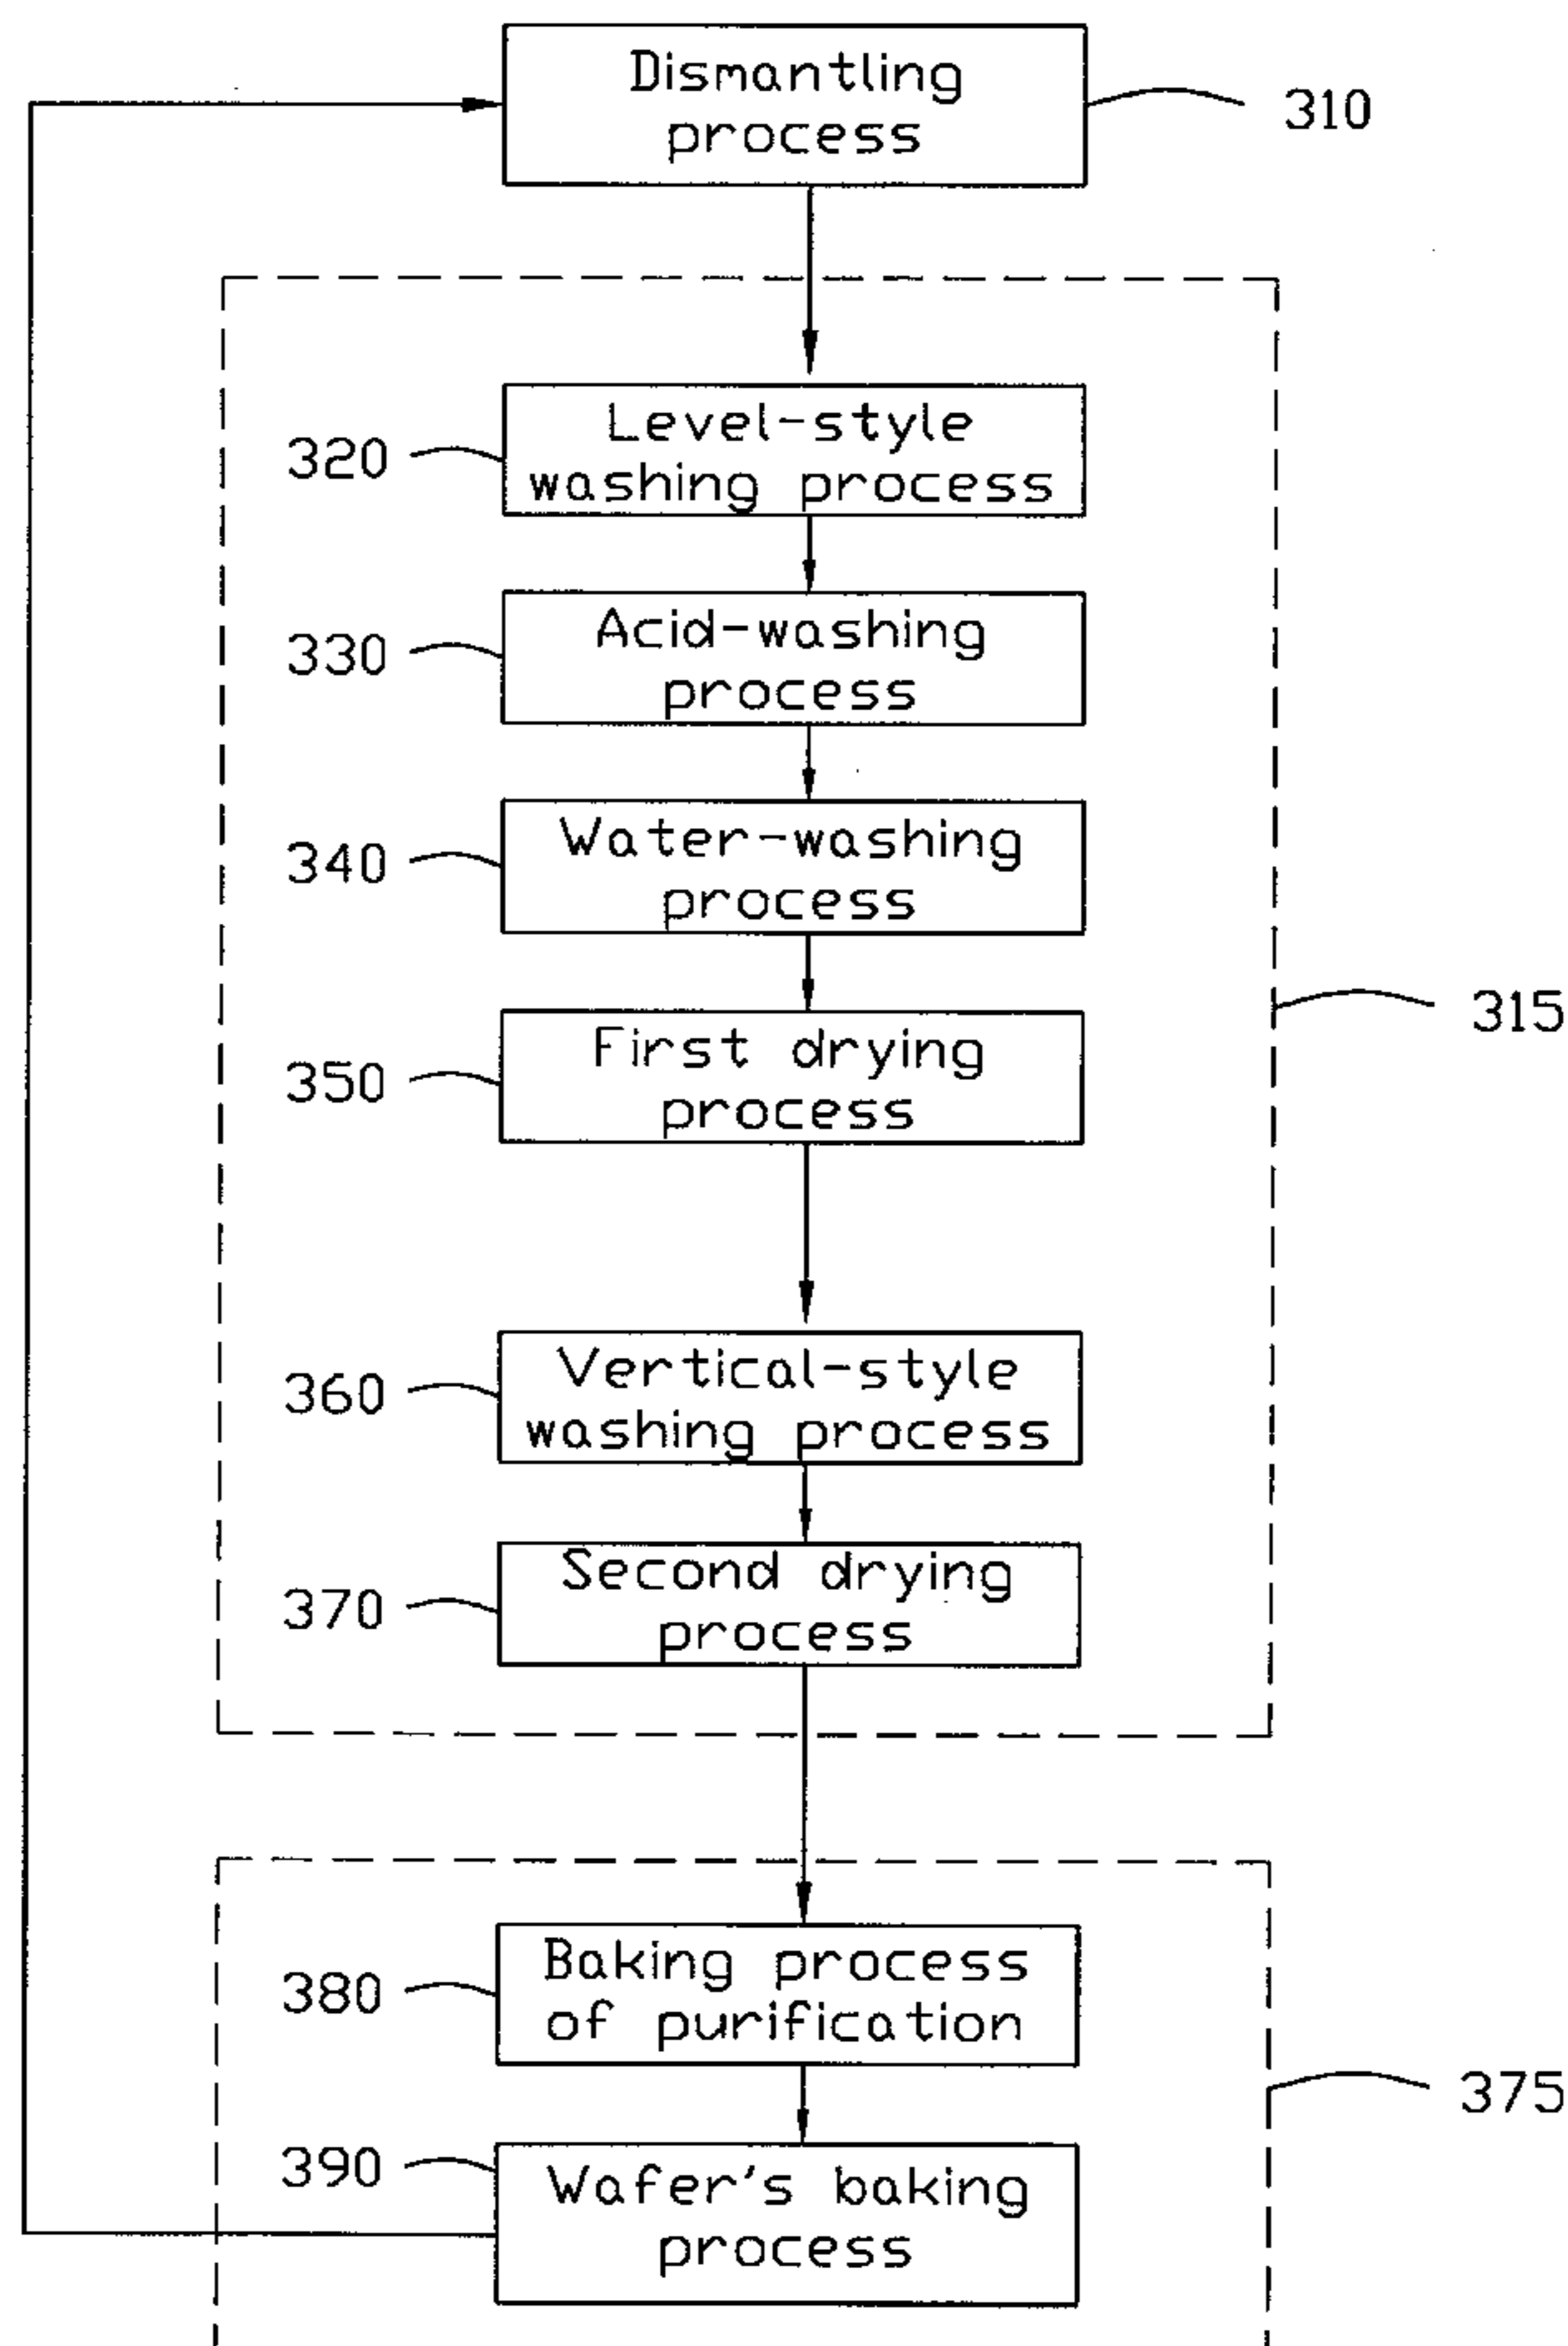 Dismantling
process
310
320
Level-style
washing process
330
Acid-washing
process
340
Water-washing
process
315
350
First drying
process
360
Vertical-style
washing process
370
Second drying
process
380
Baking process
of purification
375
390
Wafer's baking
process